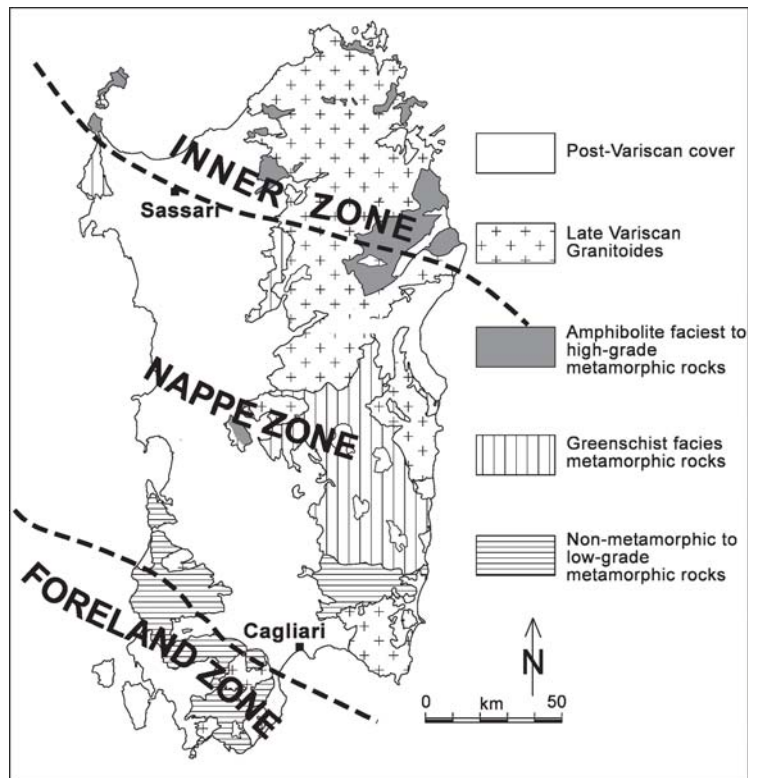 INNER ZONE
Sassari
NAPPE ZONE
FORELAND ZONE
Cagliari
Post-Variscan cover
Late Variscan
Granitoides
Amphibolite faciest to
high-grade
metamorphic rocks
Greenschist facies
metamorphic rocks
Non-metamorphic to
low-grade
metamorphic rocks
N
0 km 50